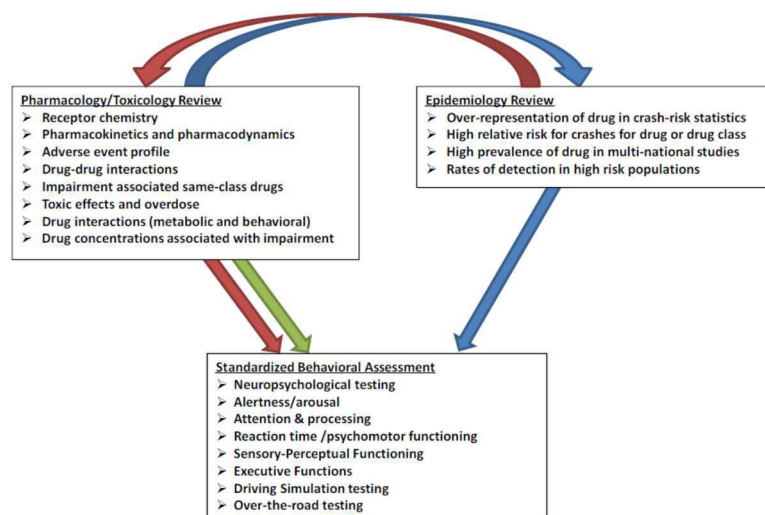 Pharmacology/Toxicology Review
➤ Receptor chemistry
➤ Pharmacokinetics and pharmacodynamics
➤ Adverse event profile
➤ Drug-drug interactions
➤ Impairment associated same-class drugs
➤ Toxic effects and overdose
➤ Drug interactions (metabolic and behavioral)
➤ Drug concentrations associated with impairment
Epidemiology Review
➤ Over-representation of drug in crash-risk statistics
➤ High relative risk for crashes for drug or drug class
➤ High prevalence of drug in multi-national studies
➤ Rates of detection in high risk populations
Standardized Behavioral Assessment
➤ Neuropsychological testing
➤ Alertness/arousal
➤ Attention & processing
➤ Reaction time /psychomotor functioning
➤ Sensory-Perceptual Functioning
➤ Executive Functions
➤ Driving Simulation testing
➤ Over-the-road testing